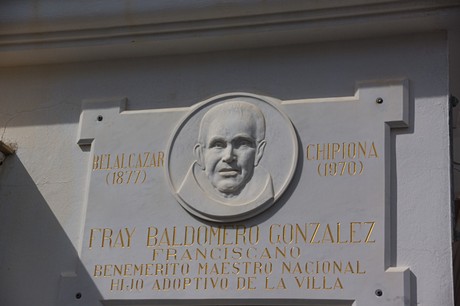 BELALCAZAR
(1877)
CHIPIONA
(1970)
FRAY BALDOMERO GONZALEZ
FRANCISCANO
BENEMERITO MAESTRO NACIONAL
HIJO ADOPTIVO DE LA VILLA